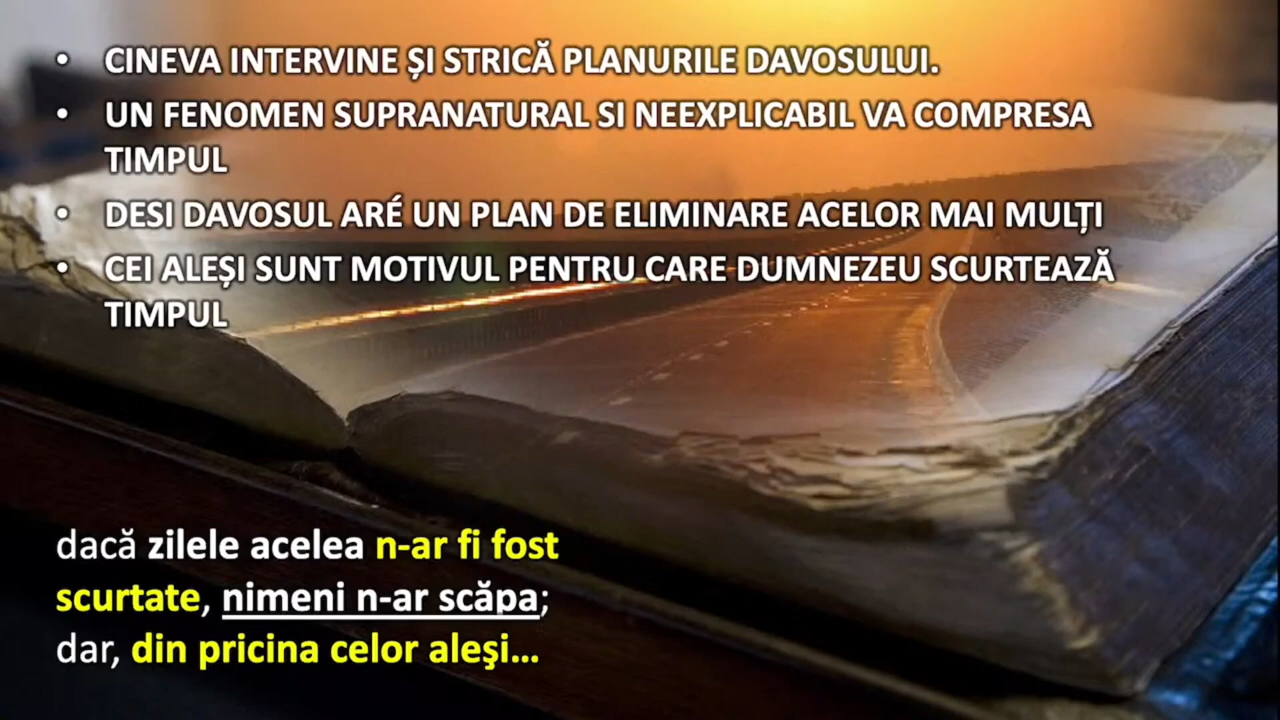 • CINEVA INTERVINE ȘI STRICĂ PLANURILE DAVOSULUI.
• UN FENOMEN SUPRANATURAL SI NEEXPLICABIL VA COMPRESA
TIMPUL
• DESI DAVOSUL ARÉ UN PLAN DE ELIMINARE ACELOR MAI MULȚI
• CEI ALEȘI SUNT MOTIVUL PENTRU CARE DUMNEZEU SCURTEAZĂ
TIMPUL
dacă zilele acelea n-ar fi fost
scurtate, nimeni n-ar scăpa;
dar, din pricina celor aleşi...